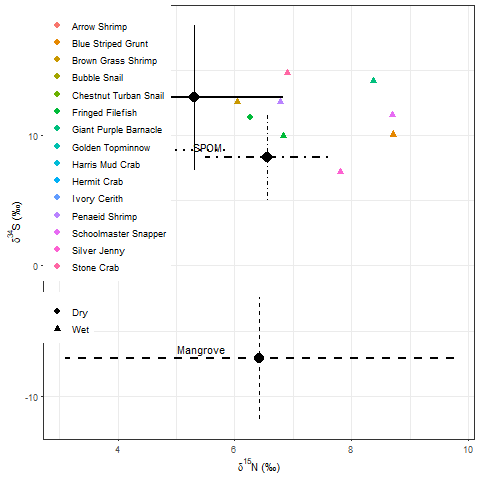 Arrow Shrimp
Blue Striped Grunt
Brown Grass Shrimp
Bubble Snail
Chestnut Turban Snail
Fringed Filefish
Giant Purple Barnacle
Golden Topminnow
Harris Mud Crab
Hermit Crab
Ivory Cerith
Penaeid Shrimp
Schoolmaster Snapper
Silver Jenny
Stone Crab
Dry
Wet
SPOM
Mangrove
10
0
-10
δ34S (‰)
4 6 8 10
δ15N (‰)